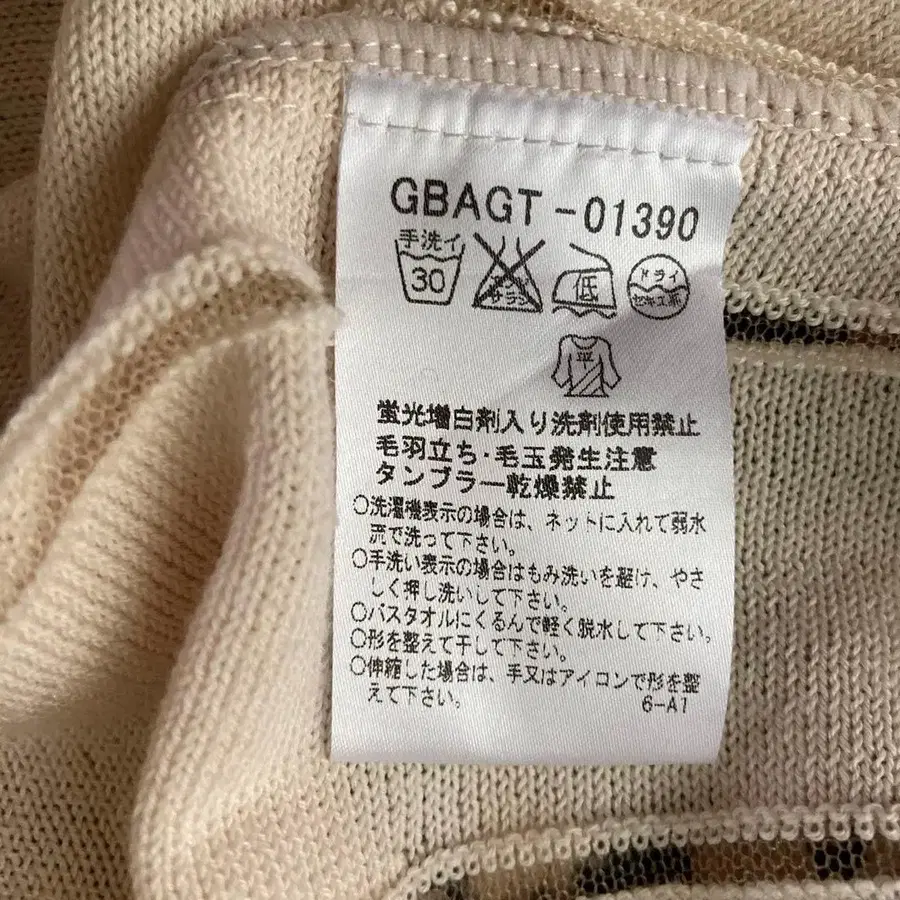 GBAGT-01390
手洗イ
30
サラシ
低
ドライ
セキユ系
平
蛍光増白剤入り洗剤使用禁止
毛羽立ち・毛玉発生注意
タンブラー乾燥禁止
○洗濯機表示の場合は、ネットに入れて弱水
流で洗って下さい。
○手洗い表示の場合はもみ洗いを避け、やさ
しく押し洗いして下さい。
○バスタオルにくるんで軽く脱水して下さい。
○形を整えて干して下さい。
○伸縮した場合は、手又はアイロンで形を整
えて下さい。
6-A1